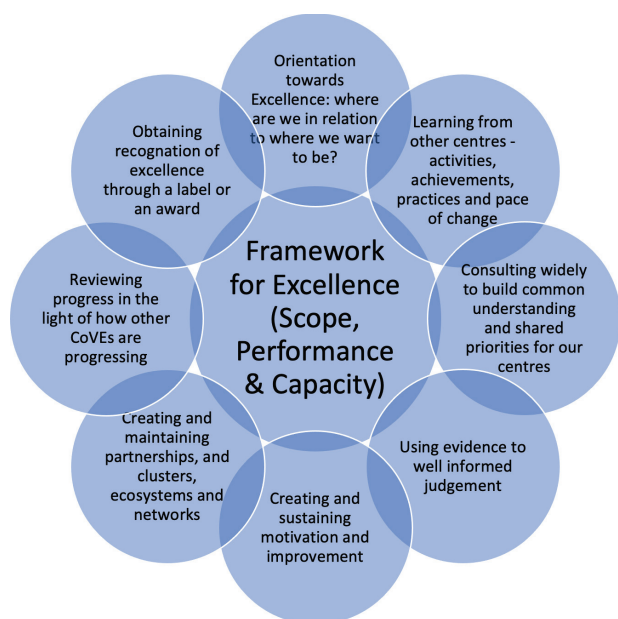 Orientation
towards
Excellence: where
are we in relation
to where we want
to be?
Learning from
other centres -
activities,
achievements,
practices and pace
of change
Consulting widely
to build common
understanding
and shared
priorities for our
centres
Using evidence to
well informed
judgement
Creating and
sustaining
motivation and
improvement
Creating and
maintaining
partnerships, and
clusters,
ecosystems and
networks
Reviewing
progress in the
light of how other
CoVEs are
progressing
Obtaining
recognation of
excellence
through a label or
an award
Framework
for Excellence
(Scope,
Performance
& Capacity)